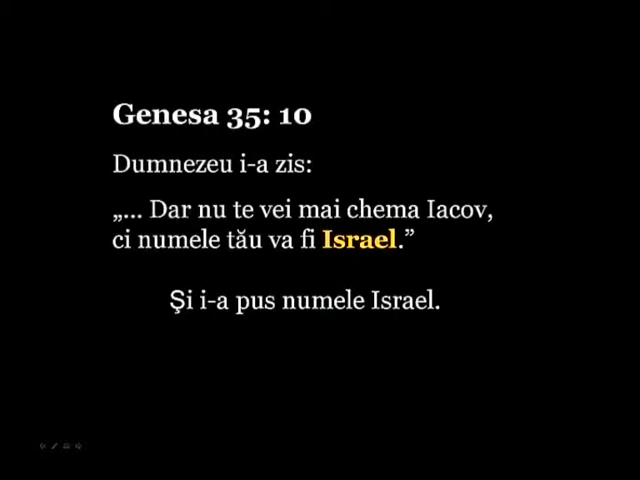 Genesa 35: 10
Dumnezeu i-a zis:
„... Dar nu te vei mai chema Iacov,
ci numele tău va fi Israel.”
Şi i-a pus numele Israel.